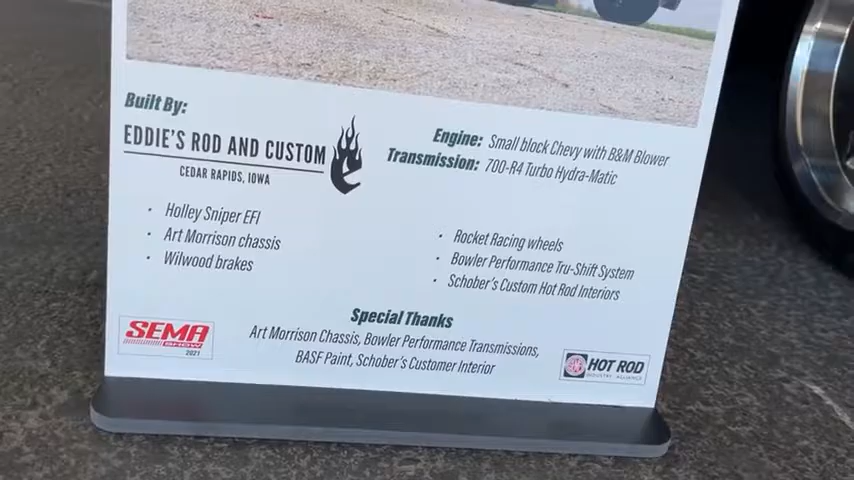 Built By:
EDDIE'S ROD AND CUSTOM
CEDAR RAPIDS, IOWA
Engine: Small block Chevy with B&M Blower
Transmission: 700-R4 Turbo Hydra-Matic
• Holley Sniper EFI
• Art Morrison chassis
• Wilwood brakes
• Rocket Racing wheels
• Bowler Performance Tru-Shift System
• Schober's Custom Hot Rod Interiors
Special Thanks
Art Morrison Chassis, Bowler Performance Transmissions,
BASF Paint, Schober's Customer Interior
SEMA
SHOW
2021
HOT ROD
INDUSTRY ALLIANCE